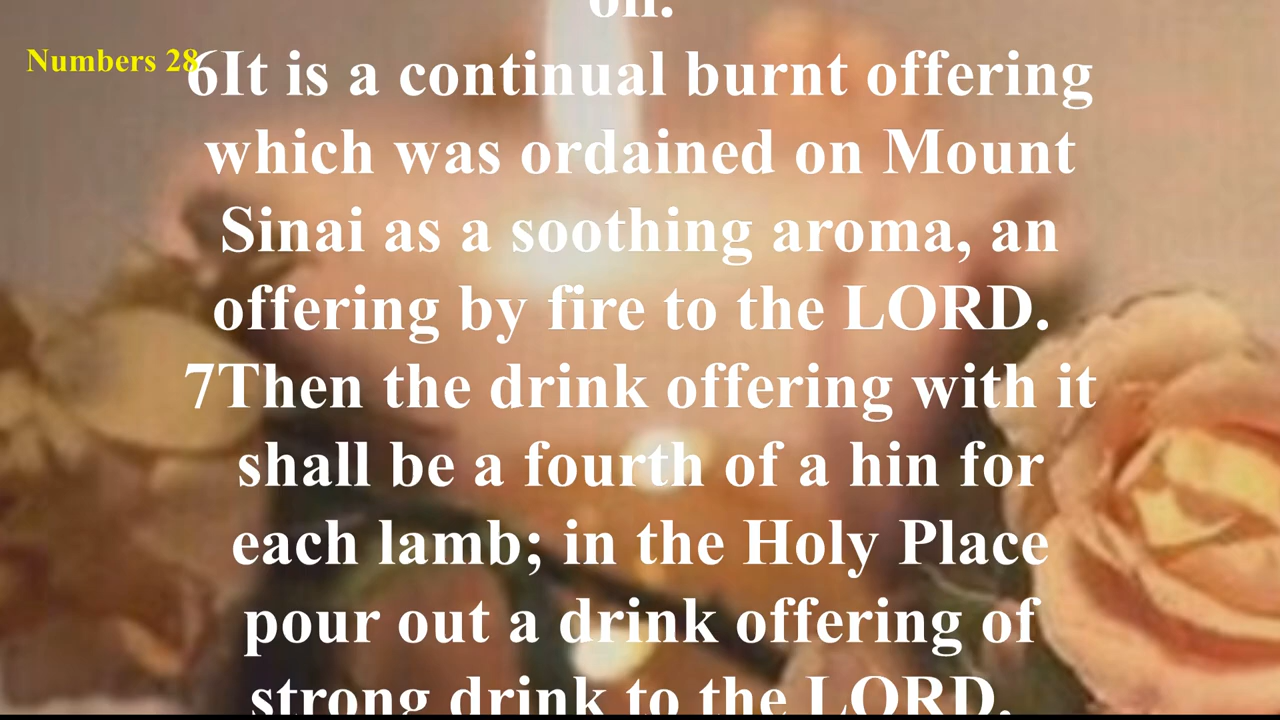 oil.
Numbers 28
6It is a continual burnt offering
which was ordained on Mount
Sinai as a soothing aroma, an
offering by fire to the LORD.
7Then the drink offering with it
shall be a fourth of a hin for
each lamb; in the Holy Place
pour out a drink offering of
strong drink to the LORD.